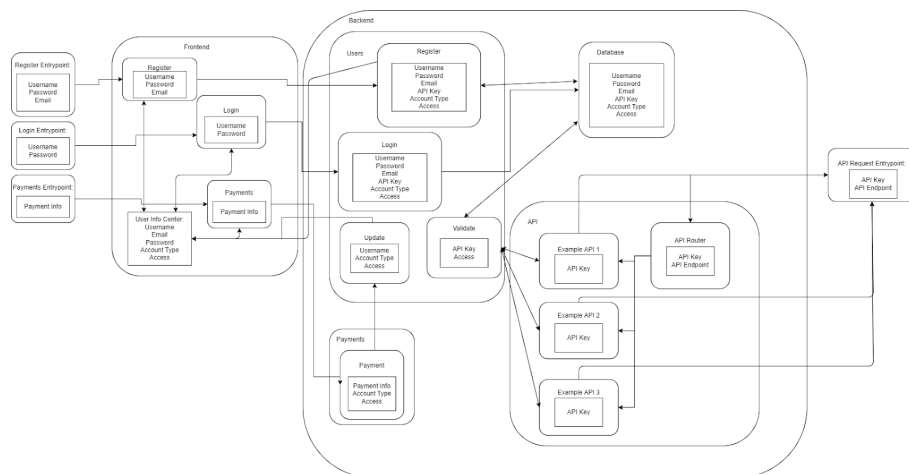 Backend
Frontend
Users
Register Entrypoint:
Username
Password
Email
Register
Username
Password
Email
Register
Username
Password
Email
API Key
Account Type
Access
Database
Username
Password
Email
API Key
Account Type
Access
Login Entrypoint:
Username
Password
Login
Username
Password
Login
Username
Password
Email
API Key
Account Type
Access
API Request Entrypoint:
API Key
API Endpoint
Payments Entrypoint:
Payment Info
Payments
Payment Info
User Info Center:
Username
Email
Password
Account Type
Access
Update
Username
Account Type
Access
Validate
API Key
Access
API
Example API 1
API Key
API Router
API Key
API Endpoint
Example API 2
API Key
Payments
Payment
Payment Info
Account Type
Access
Example API 3
API Key